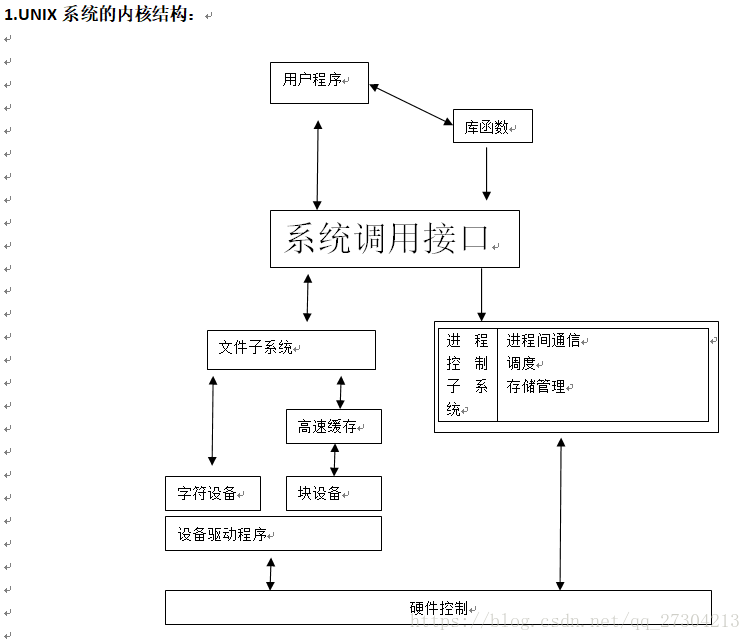 1.UNIX 系统的内核结构：
用户程序
库函数
系统调用接口
文件子系统
进程
控制
子系
统
进程间通信
调度
存储管理
高速缓存
字符设备
块设备
设备驱动程序
硬件控制
https://blog.csdn.net/qq_27304213